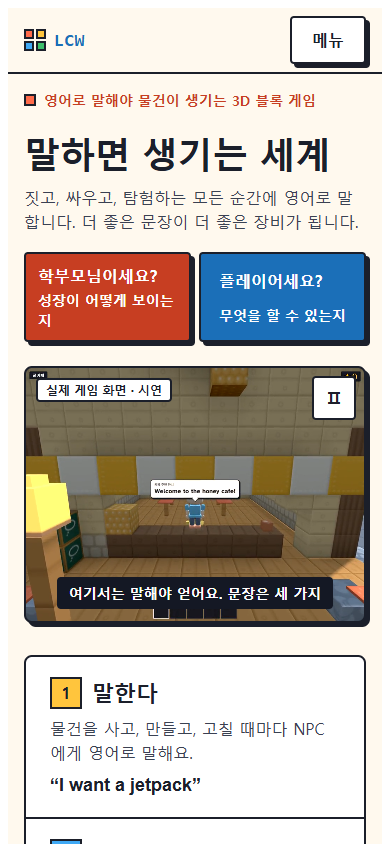 LCW
메뉴
영어로 말해야 물건이 생기는 3D 블록 게임
말하면 생기는 세계
짓고, 싸우고, 탐험하는 모든 순간에 영어로 말
합니다. 더 좋은 문장이 더 좋은 장비가 됩니다.
학부모님이세요?
성장이 어떻게 보이는
지
플레이어세요?
무엇을 할 수 있는지
실제 게임 화면 · 시연
Welcome to the honey cafe!
여기서는 말해야 얻어요. 문장은 세 가지
1 말한다
물건을 사고, 만들고, 고칠 때마다 NPC
에게 영어로 말해요.
“I want a jetpack”